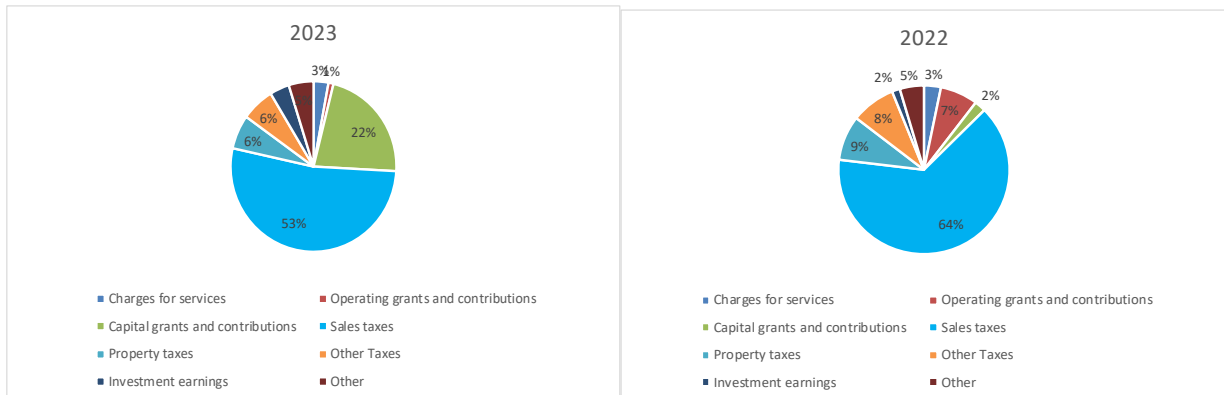 2023
3%
1%
22%
6%
6%
53%
Charges for services
Operating grants and contributions
Capital grants and contributions
Sales taxes
Property taxes
Other Taxes
Investment earnings
Other
2022
2%
5%
3%
2%
7%
8%
9%
64%
Charges for services
Operating grants and contributions
Capital grants and contributions
Sales taxes
Property taxes
Other Taxes
Investment earnings
Other